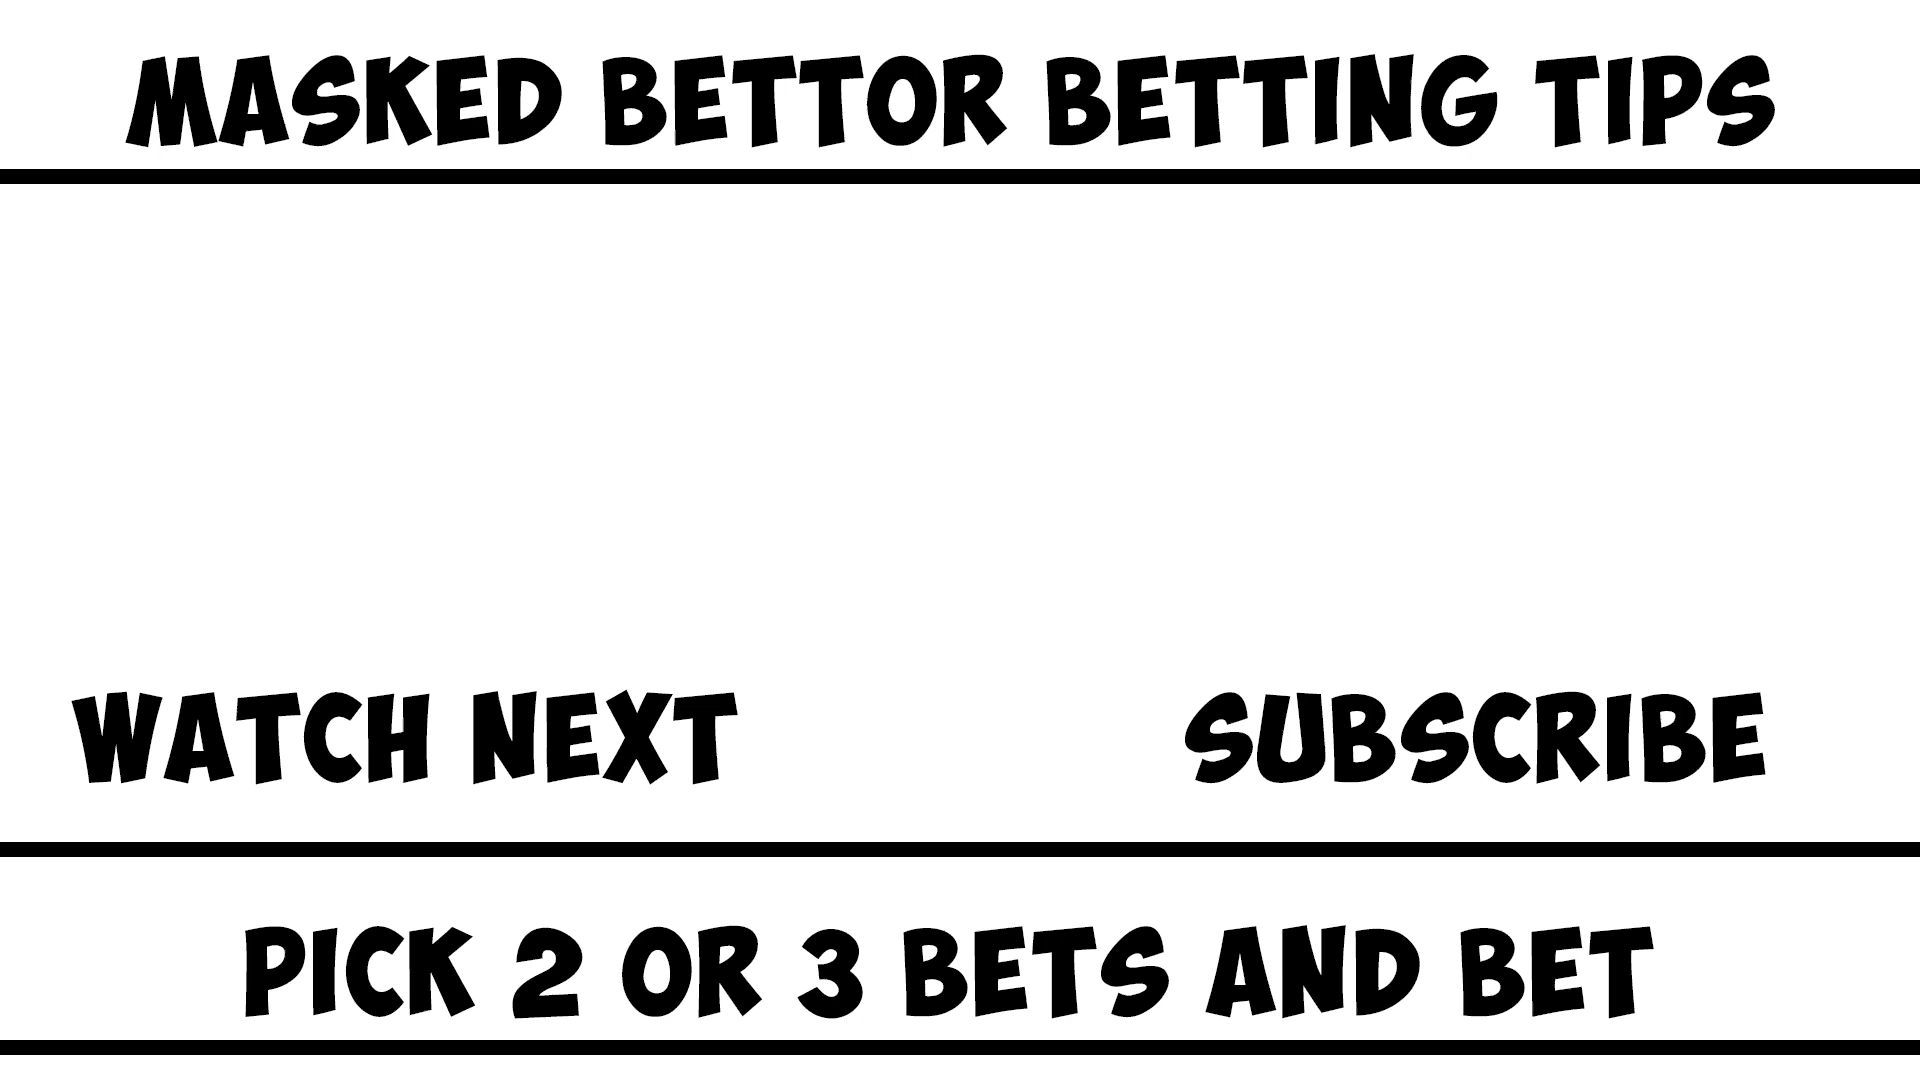 MASKED BETTOR BETTING TIPS
WATCH NEXT
SUBSCRIBE
PICK 2 OR 3 BETS AND BET